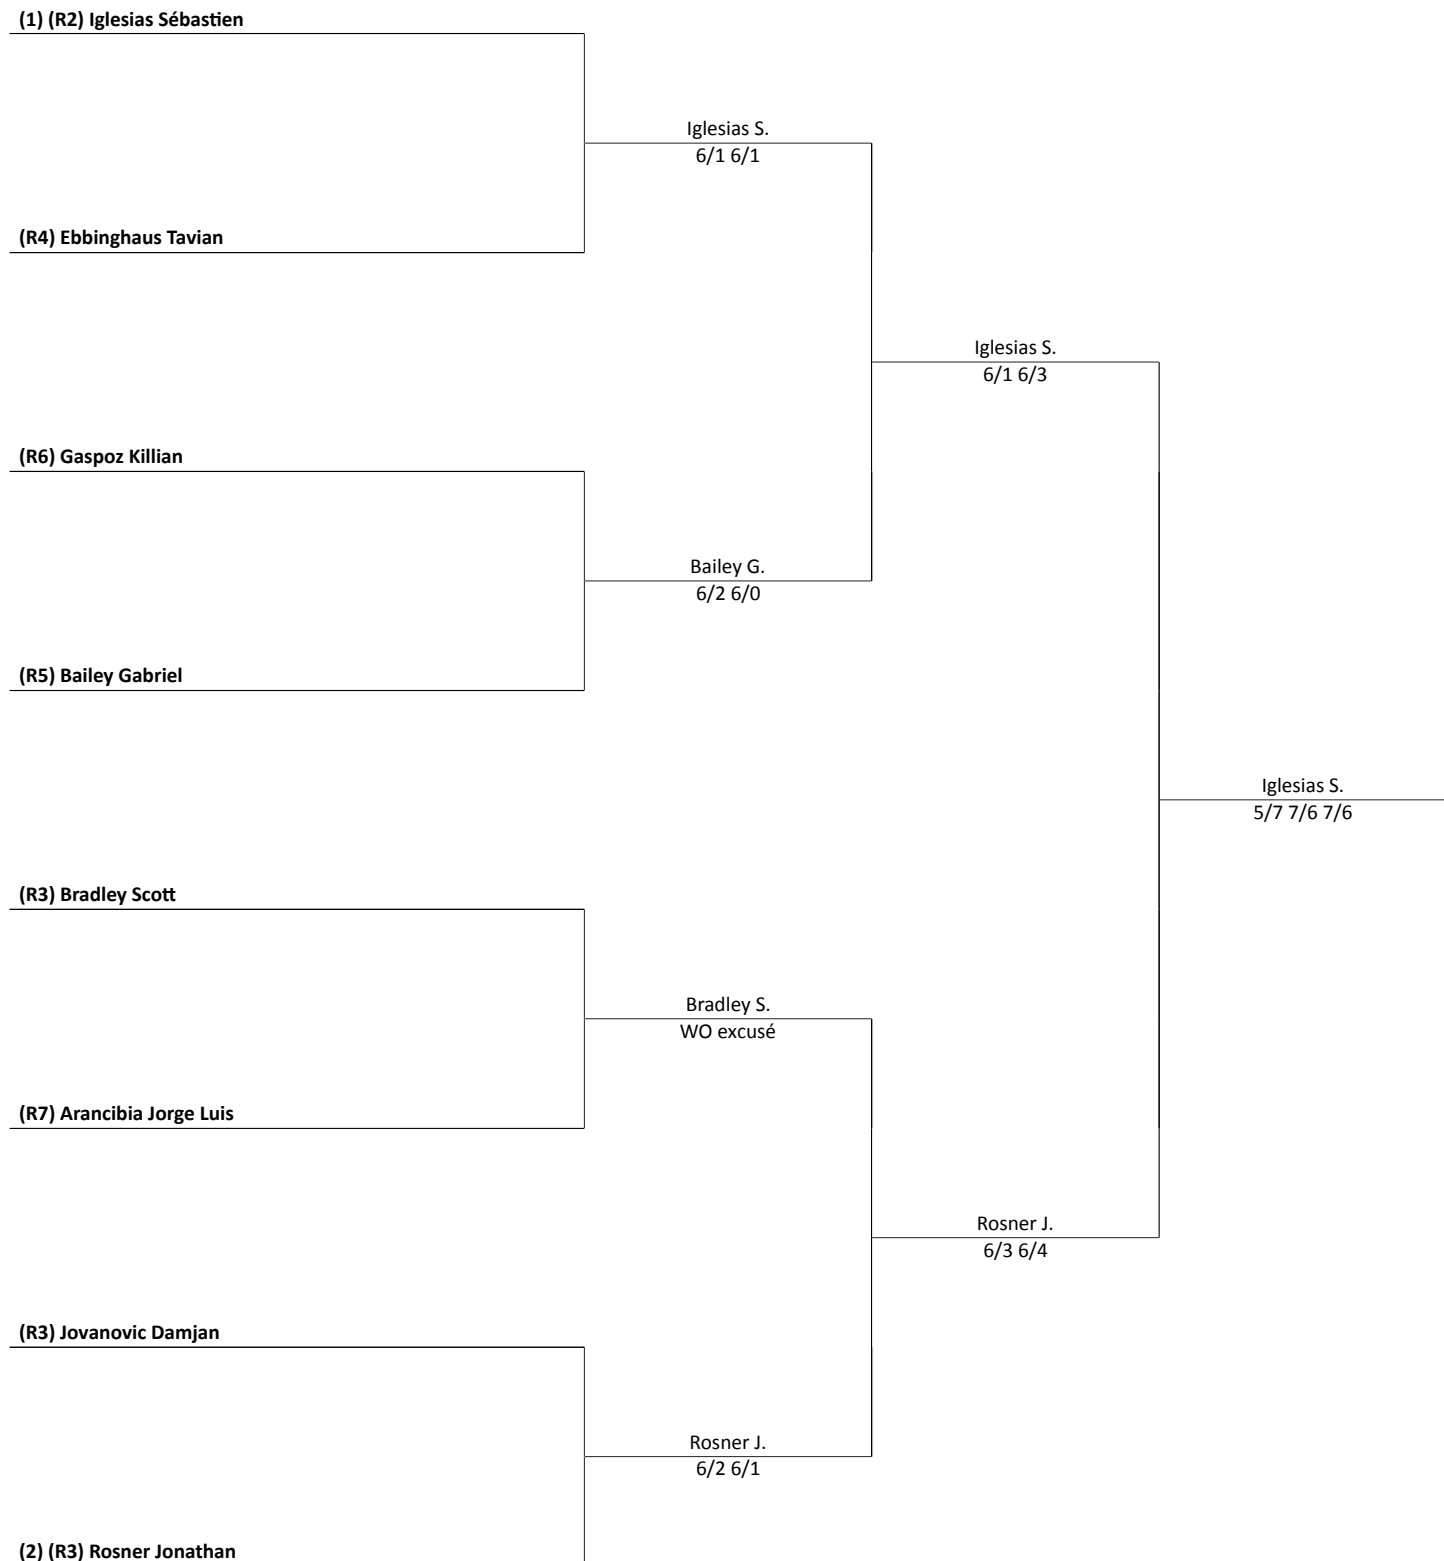 (1) (R2) Iglesias Sébastien
Iglesias S.
6/1 6/1
(R4) Ebbinghaus Tavian
Iglesias S.
6/1 6/3
(R6) Gaspoz Killian
Bailey G.
6/2 6/0
(R5) Bailey Gabriel
Iglesias S.
5/7 7/6 7/6
(R3) Bradley Scott
Bradley S.
WO excusé
(R7) Arancibia Jorge Luis
Rosner J.
6/3 6/4
(R3) Jovanovic Damjan
Rosner J.
6/2 6/1
(2) (R3) Rosner Jonathan